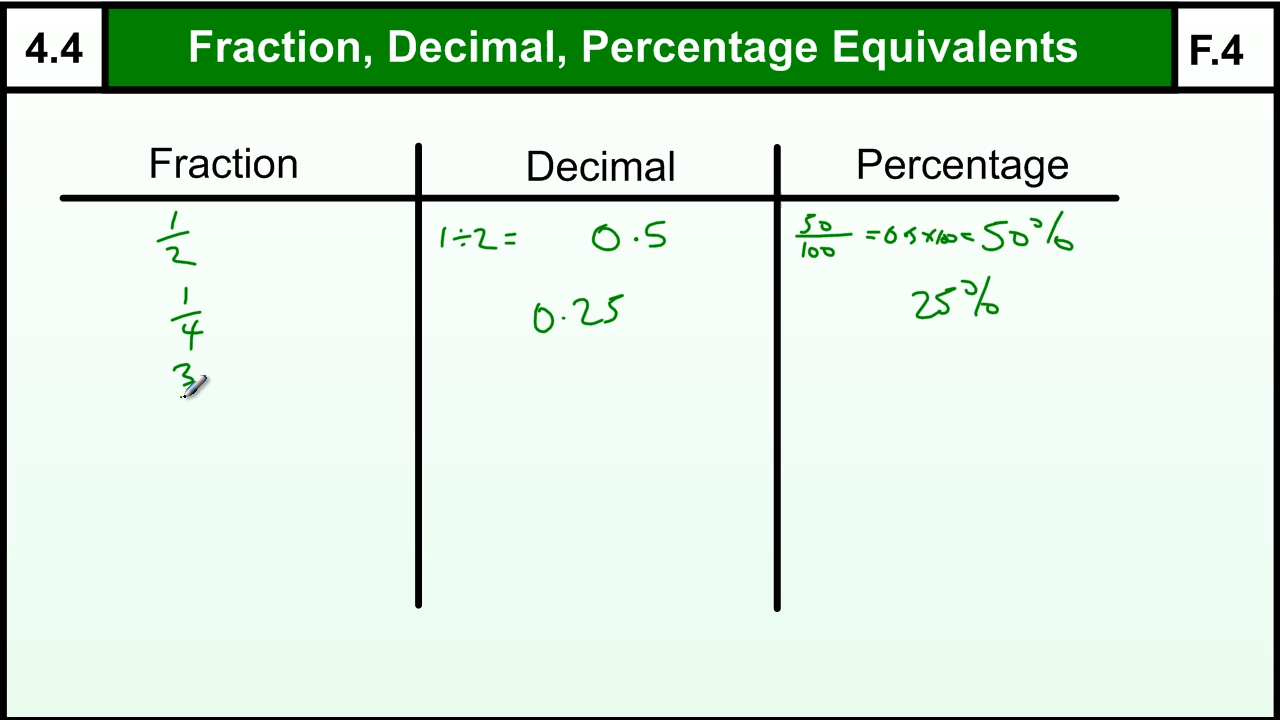 4.4 Fraction, Decimal, Percentage Equivalents F.4
Fraction Decimal Percentage
1/2 1÷2= 0.5 50/100 =0.5×100= 50%
1/4 0.25 25%
3